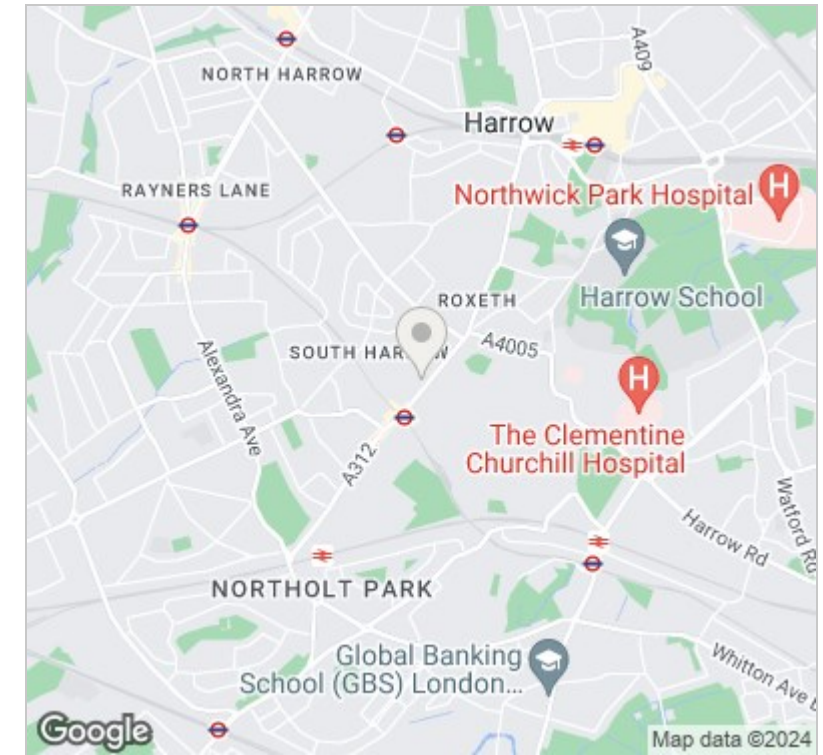 A409
NORTH HARROW
Harrow
RAYNERS LANE
Northwick Park Hospital
H
Harrow School
ROXETH
A4005
SOUTH HAR W
Alexandra Ave
H
The Clementine
Churchill Hospital
A312
Watford Rd
Harrow Rd
NORTHOLT PARK
Global Banking
School (GBS) London...
Whitton Ave E
Google
Map data ©2024